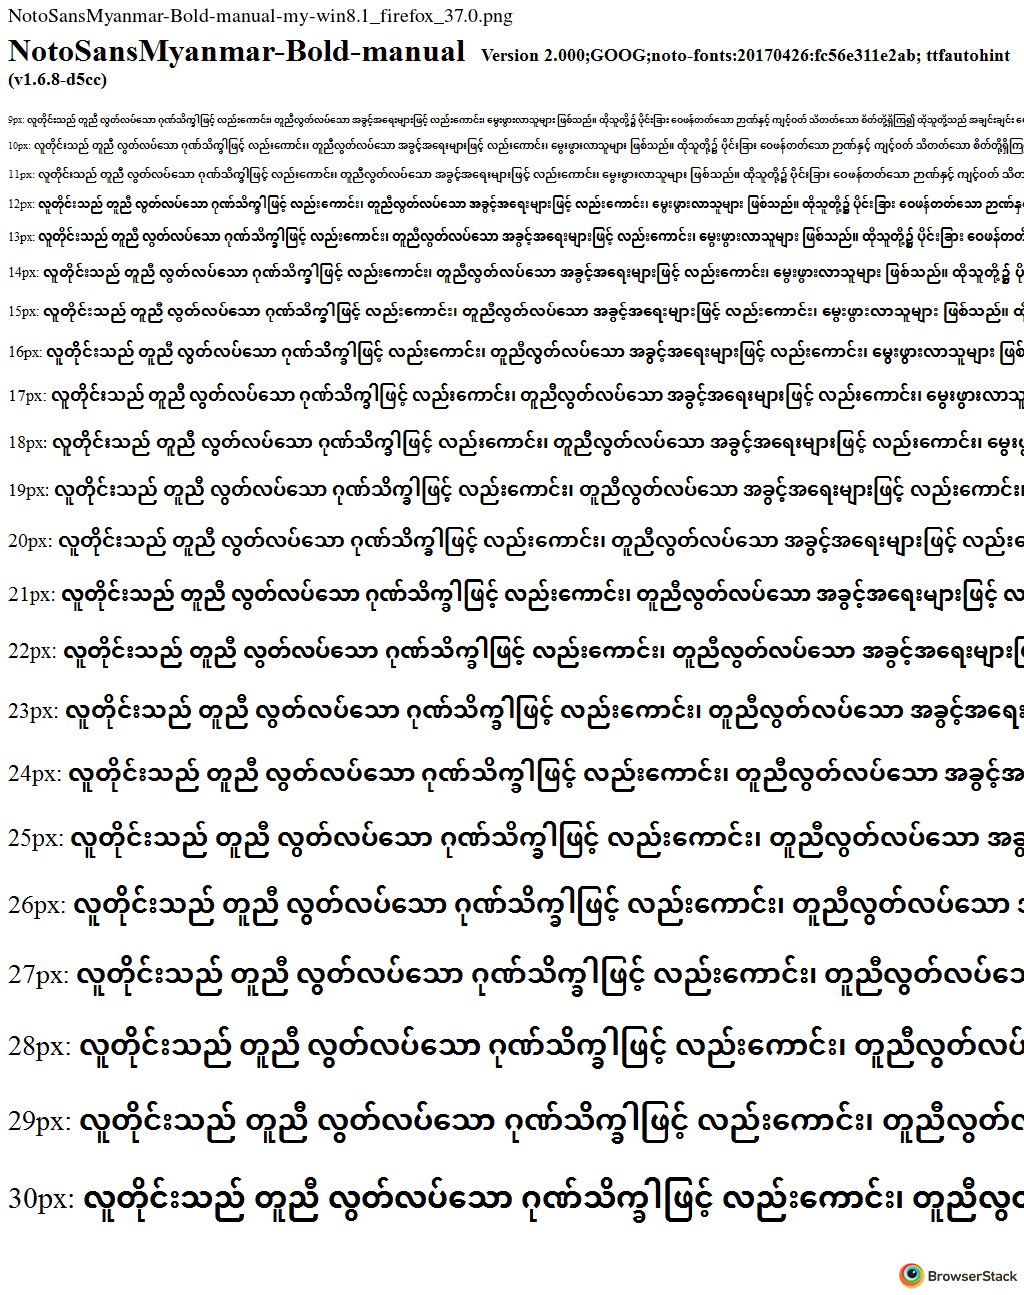 NotoSansMyanmar-Bold-manual-my-win8.1_firefox_37.0.png
NotoSansMyanmar-Bold-manual Version 2.000;GOOG;noto-fonts:20170426:fc56e311e2ab; ttfautohint
(v1.6.8-d5cc)
9px: လူတိုင်းသည် တူညီ လွတ်လပ်သော ဂုဏ်သိက္ခါဖြင့် လည်းကောင်း၊ တူညီလွတ်လပ်သော အခွင့်အရေးများဖြင့် လည်းကောင်း၊ မွေးဖွားလာသူများ ဖြစ်သည်။ ထိုသူတို့၌ ပိုင်းခြား ဝေဖန်တတ်သော ဉာဏ်နှင့် ကျင့်ဝတ် သိတတ်သော စိတ်တို့ရှိကြ၍ ထိုသူတို့သည် အချင်းချင်း
10px: လူတိုင်းသည် တူညီ လွတ်လပ်သော ဂုဏ်သိက္ခါဖြင့် လည်းကောင်း၊ တူညီလွတ်လပ်သော အခွင့်အရေးများဖြင့် လည်းကောင်း၊ မွေးဖွားလာသူများ ဖြစ်သည်။ ထိုသူတို့၌ ပိုင်းခြား ဝေဖန်တတ်သော ဉာဏ်နှင့် ကျင့်ဝတ် သိတတ်သော စိတ်တို့ရှိကြ
11px: လူတိုင်းသည် တူညီ လွတ်လပ်သော ဂုဏ်သိက္ခါဖြင့် လည်းကောင်း၊ တူညီလွတ်လပ်သော အခွင့်အရေးများဖြင့် လည်းကောင်း၊ မွေးဖွားလာသူများ ဖြစ်သည်။ ထိုသူတို့၌ ပိုင်းခြား ဝေဖန်တတ်သော ဉာဏ်နှင့် ကျင့်ဝတ် သိတ
12px: လူတိုင်းသည် တူညီ လွတ်လပ်သော ဂုဏ်သိက္ခါဖြင့် လည်းကောင်း၊ တူညီလွတ်လပ်သော အခွင့်အရေးများဖြင့် လည်းကောင်း၊ မွေးဖွားလာသူများ ဖြစ်သည်။ ထိုသူတို့၌ ပိုင်းခြား ဝေဖန်တတ်သော ဉာဏ်နှ
13px: လူတိုင်းသည် တူညီ လွတ်လပ်သော ဂုဏ်သိက္ခါဖြင့် လည်းကောင်း၊ တူညီလွတ်လပ်သော အခွင့်အရေးများဖြင့် လည်းကောင်း၊ မွေးဖွားလာသူများ ဖြစ်သည်။ ထိုသူတို့၌ ပိုင်းခြား ဝေဖန်တတ်
14px: လူတိုင်းသည် တူညီ လွတ်လပ်သော ဂုဏ်သိက္ခါဖြင့် လည်းကောင်း၊ တူညီလွတ်လပ်သော အခွင့်အရေးများဖြင့် လည်းကောင်း၊ မွေးဖွားလာသူများ ဖြစ်သည်။ ထိုသူတို့၌ ပို
15px: လူတိုင်းသည် တူညီ လွတ်လပ်သော ဂုဏ်သိက္ခါဖြင့် လည်းကောင်း၊ တူညီလွတ်လပ်သော အခွင့်အရေးများဖြင့် လည်းကောင်း၊ မွေးဖွားလာသူများ ဖြစ်သည်။ ထိ
16px: လူတိုင်းသည် တူညီ လွတ်လပ်သော ဂုဏ်သိက္ခါဖြင့် လည်းကောင်း၊ တူညီလွတ်လပ်သော အခွင့်အရေးများဖြင့် လည်းကောင်း၊ မွေးဖွားလာသူများ ဖြစ်
17px: လူတိုင်းသည် တူညီ လွတ်လပ်သော ဂုဏ်သိက္ခါဖြင့် လည်းကောင်း၊ တူညီလွတ်လပ်သော အခွင့်အရေးများဖြင့် လည်းကောင်း၊ မွေးဖွားလာသူ
18px: လူတိုင်းသည် တူညီ လွတ်လပ်သော ဂုဏ်သိက္ခါဖြင့် လည်းကောင်း၊ တူညီလွတ်လပ်သော အခွင့်အရေးများဖြင့် လည်းကောင်း၊ မွေးဖွ
19px: လူတိုင်းသည် တူညီ လွတ်လပ်သော ဂုဏ်သိက္ခါဖြင့် လည်းကောင်း၊ တူညီလွတ်လပ်သော အခွင့်အရေးများဖြင့် လည်းကောင်း၊
20px: လူတိုင်းသည် တူညီ လွတ်လပ်သော ဂုဏ်သိက္ခါဖြင့် လည်းကောင်း၊ တူညီလွတ်လပ်သော အခွင့်အရေးများဖြင့် လည်း
21px: လူတိုင်းသည် တူညီ လွတ်လပ်သော ဂုဏ်သိက္ခါဖြင့် လည်းကောင်း၊ တူညီလွတ်လပ်သော အခွင့်အရေးများဖြင့် လ
22px: လူတိုင်းသည် တူညီ လွတ်လပ်သော ဂုဏ်သိက္ခါဖြင့် လည်းကောင်း၊ တူညီလွတ်လပ်သော အခွင့်အရေးများဖြ
23px: လူတိုင်းသည် တူညီ လွတ်လပ်သော ဂုဏ်သိက္ခါဖြင့် လည်းကောင်း၊ တူညီလွတ်လပ်သော အခွင့်အရေး
24px: လူတိုင်းသည် တူညီ လွတ်လပ်သော ဂုဏ်သိက္ခါဖြင့် လည်းကောင်း၊ တူညီလွတ်လပ်သော အခွင့်အ
25px: လူတိုင်းသည် တူညီ လွတ်လပ်သော ဂုဏ်သိက္ခါဖြင့် လည်းကောင်း၊ တူညီလွတ်လပ်သော အခွ
26px: လူတိုင်းသည် တူညီ လွတ်လပ်သော ဂုဏ်သိက္ခါဖြင့် လည်းကောင်း၊ တူညီလွတ်လပ်သော
27px: လူတိုင်းသည် တူညီ လွတ်လပ်သော ဂုဏ်သိက္ခါဖြင့် လည်းကောင်း၊ တူညီလွတ်လပ်သေ
28px: လူတိုင်းသည် တူညီ လွတ်လပ်သော ဂုဏ်သိက္ခါဖြင့် လည်းကောင်း၊ တူညီလွတ်လပ်
29px: လူတိုင်းသည် တူညီ လွတ်လပ်သော ဂုဏ်သိက္ခါဖြင့် လည်းကောင်း၊ တူညီလွတ်လ
30px: လူတိုင်းသည် တူညီ လွတ်လပ်သော ဂုဏ်သိက္ခါဖြင့် လည်းကောင်း၊ တူညီလွတ
BrowserStack